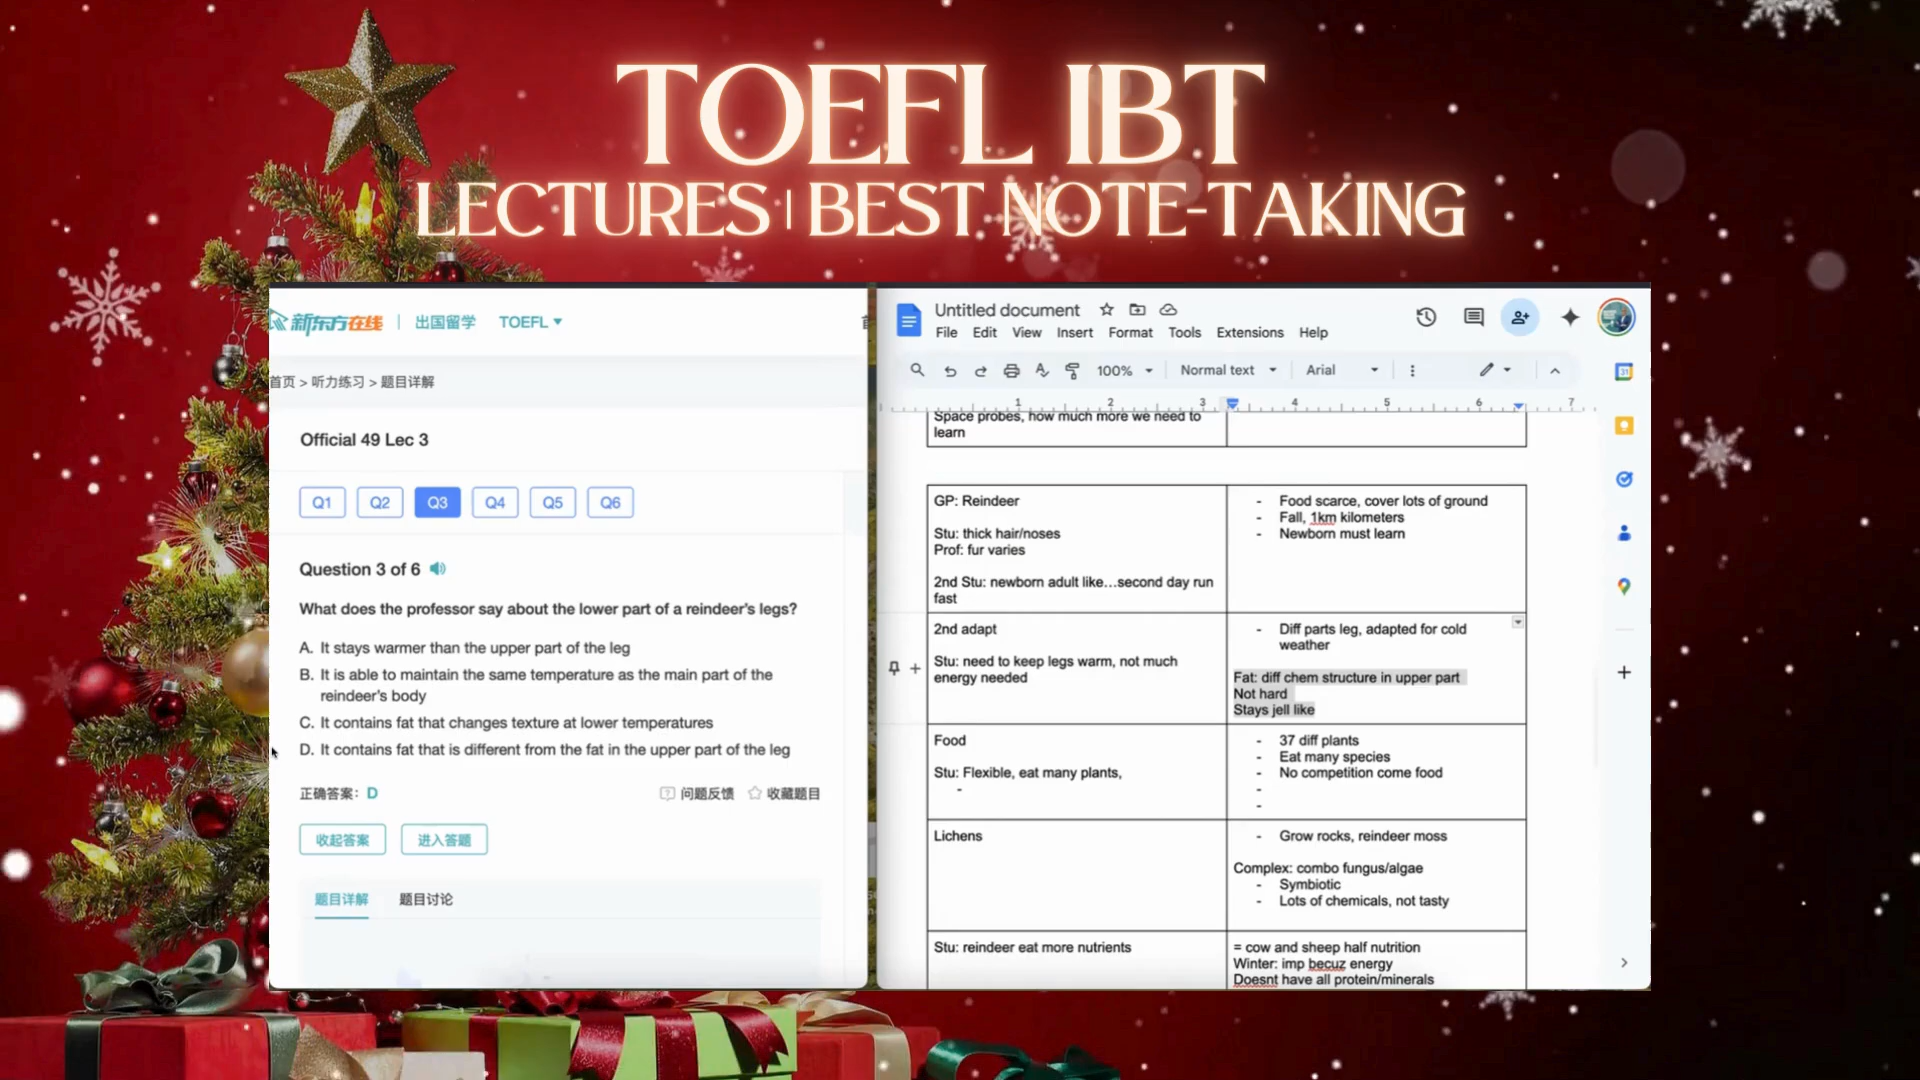 TOEFL IBT
LECTURES | BEST NOTE-TAKING
新东方在线 | 出国留学 TOEFL
首页 > 听力练习 > 题目详解
Official 49 Lec 3
Q1 Q2 Q3 Q4 Q5 Q6
Question 3 of 6
What does the professor say about the lower part of a reindeer's legs?
A. It stays warmer than the upper part of the leg
B. It is able to maintain the same temperature as the main part of the
reindeer's body
C. It contains fat that changes texture at lower temperatures
D. It contains fat that is different from the fat in the upper part of the leg
正确答案: D
问题反馈 收藏题目
收起答案 进入答题
题目详解 题目讨论
Untitled document
File Edit View Insert Format Tools Extensions Help
100% Normal text Arial
1 2 3 4 5 6 7
Space probes, how much more we need to
learn
GP: Reindeer
Stu: thick hair/noses
Prof: fur varies
2nd Stu: newborn adult like...second day run
fast
- Food scarce, cover lots of ground
- Fall, 1km kilometers
- Newborn must learn
2nd adapt
Stu: need to keep legs warm, not much
energy needed
- Diff parts leg, adapted for cold
weather
Fat: diff chem structure in upper part
Not hard
Stays jell like
Food
Stu: Flexible, eat many plants,
-
- 37 diff plants
- Eat many species
- No competition come food
-
-
Lichens
- Grow rocks, reindeer moss
Complex: combo fungus/algae
- Symbiotic
- Lots of chemicals, not tasty
Stu: reindeer eat more nutrients
= cow and sheep half nutrition
Winter: imp becuz energy
Doesnt have all protein/minerals
31